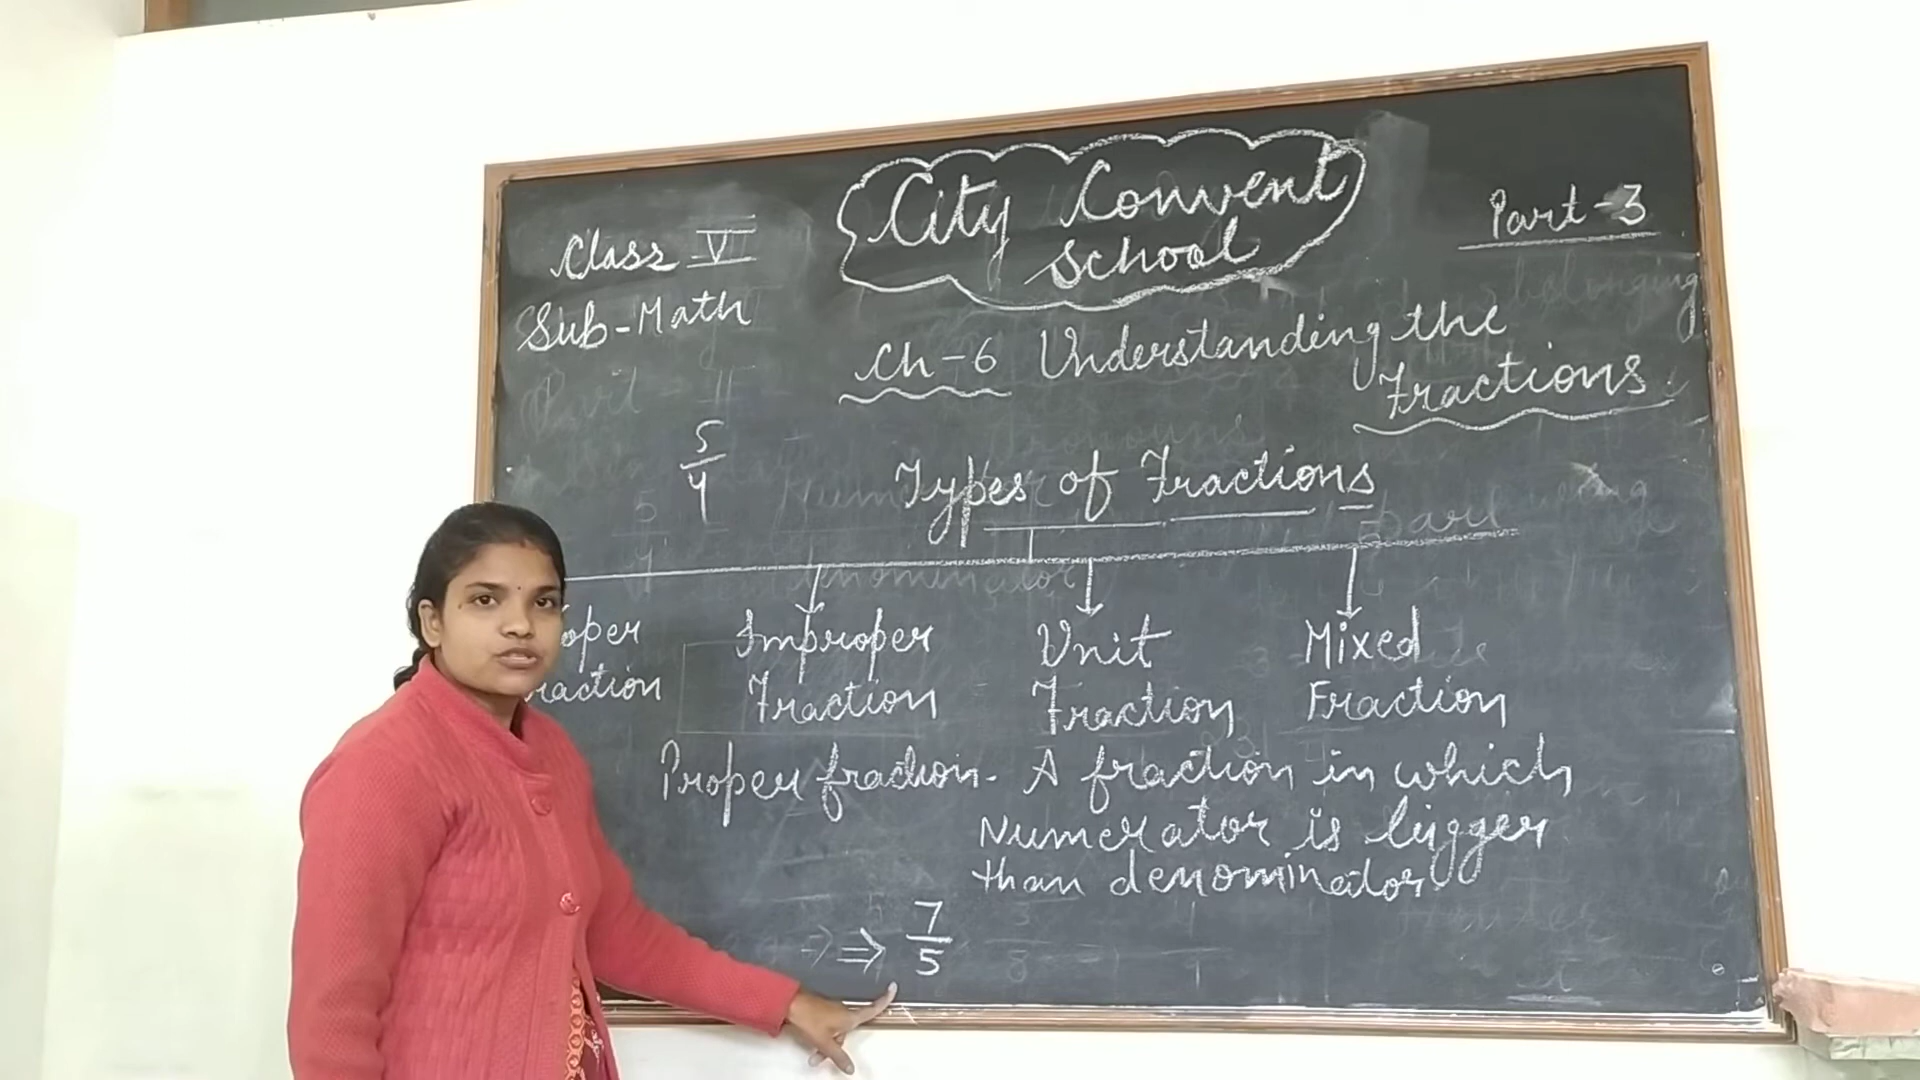 City Convent
School
Part-3
Class V
Sub-Math
Ch-6 Understanding the
Fractions
5/4
Types of Fractions
oper
raction
Improper
Fraction
Unit
Fraction
Mixed
Fraction
Proper fraction - A fraction in which
Numerator is bigger
than denominator
⇒ 7/5